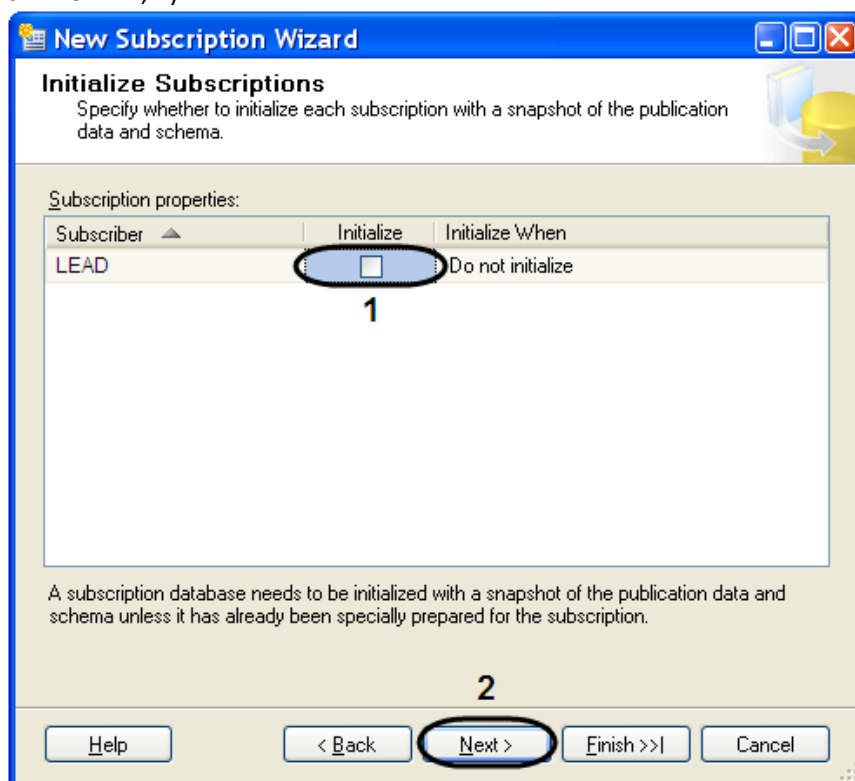 New Subscription Wizard
Initialize Subscriptions
Specify whether to initialize each subscription with a snapshot of the publication
data and schema.
Subscription properties:
Subscriber Initialize Initialize When
LEAD Do not initialize
1
A subscription database needs to be initialized with a snapshot of the publication data and
schema unless it has already been specially prepared for the subscription.
2
Help < Back Next > Finish >>| Cancel